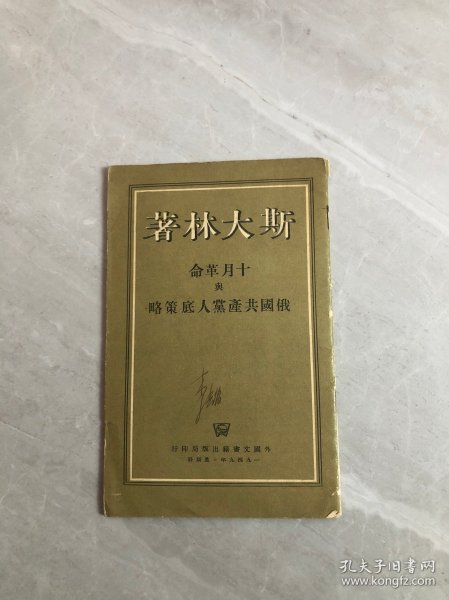 斯大林著
十月革命
與
俄國共產黨人底策略
外國文書籍出版局印行
一九四九年·莫斯科
孔夫子旧书网
www.kongfz.com